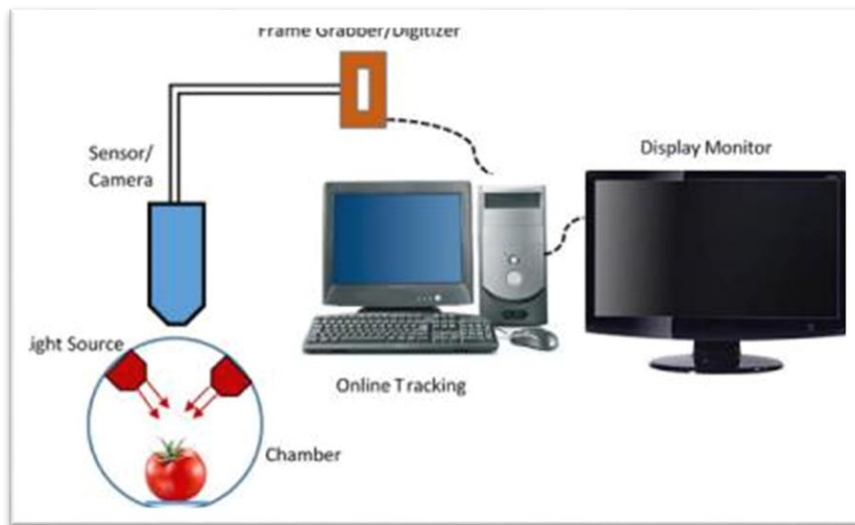 Frame Grabber/Digitizer
Sensor/
Camera
Display Monitor
ight Source
Online Tracking
Chamber